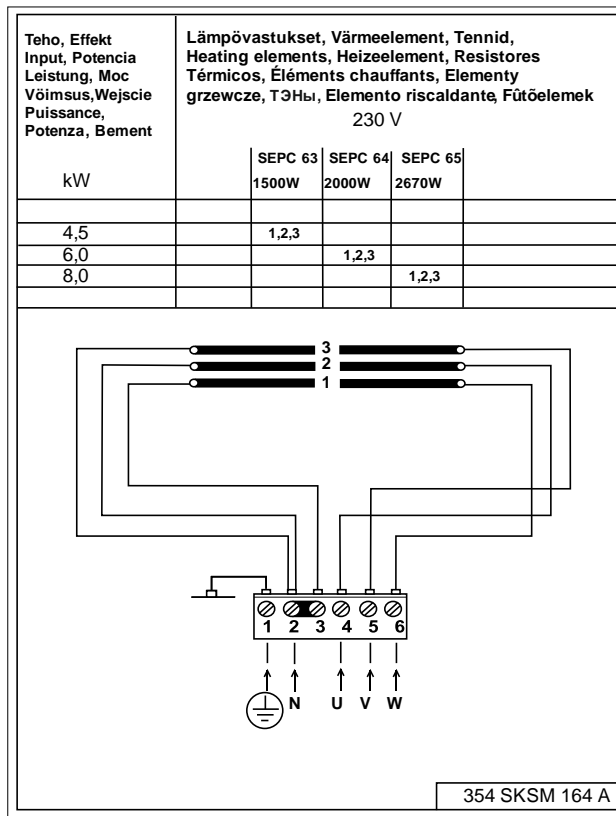 Teho, Effekt
Input, Potencia
Leistung, Moc
Vöimsus,Wejscie
Puissance,
Potenza, Bement
Lämpövastukset, Värmeelement, Tennid,
Heating elements, Heizeelement, Resistores
Térmicos, Éléments chauffants, Elementy
grzewcze, ТЭНы, Elemento riscaldante, Fûtõelemek
230 V
kW
SEPC 63 SEPC 64 SEPC 65
1500W 2000W 2670W
4,5 1,2,3
6,0 1,2,3
8,0 1,2,3
3
2
1
1 2 3 4 5 6
N U V W
354 SKSM 164 A